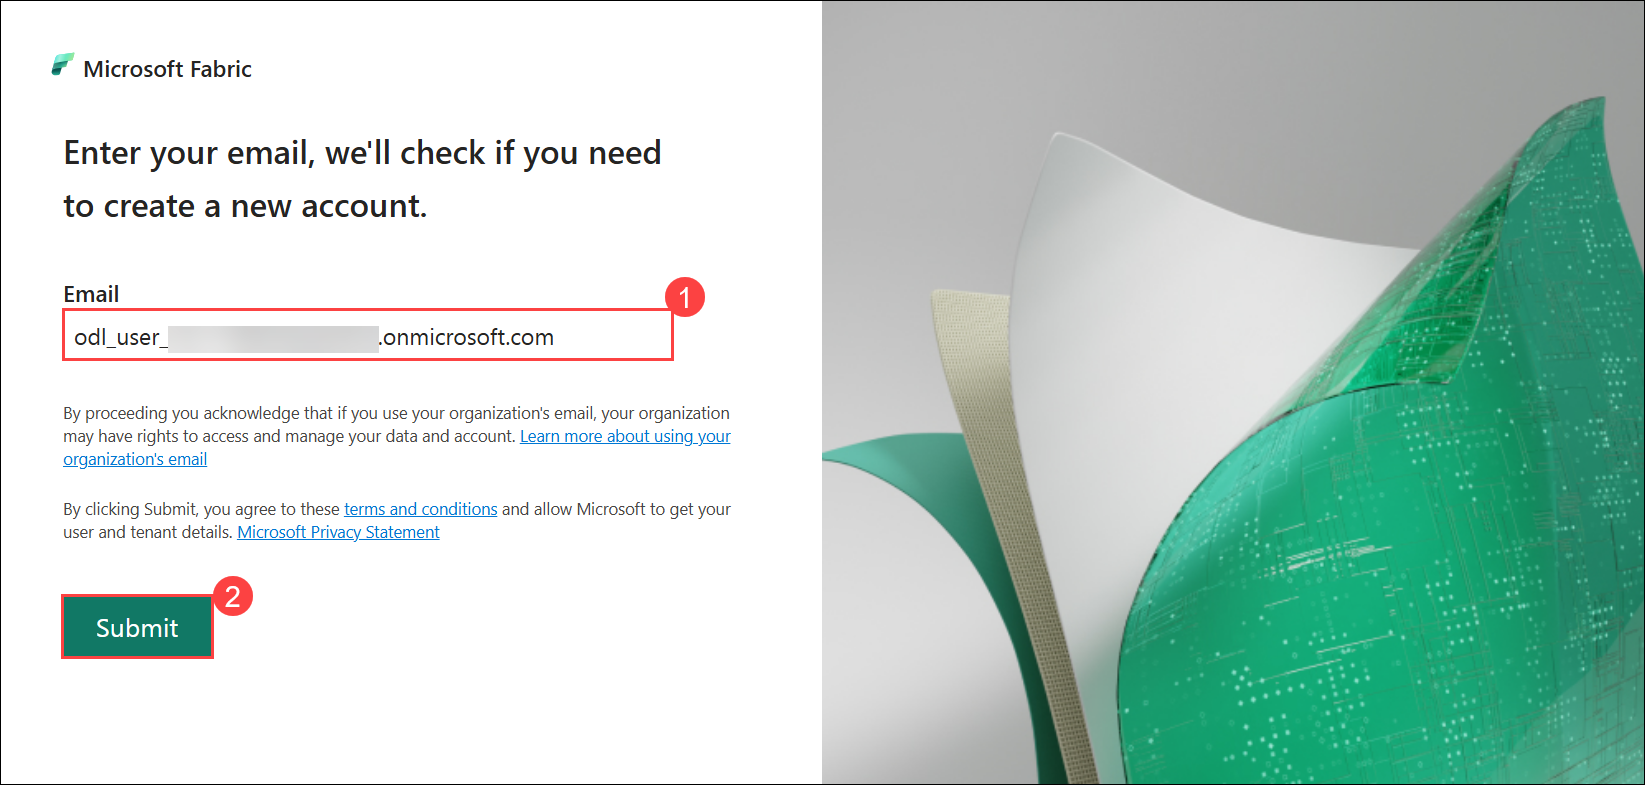 Microsoft Fabric
Enter your email, we'll check if you need
to create a new account.
Email
1
odl_user_ .onmicrosoft.com
By proceeding you acknowledge that if you use your organization's email, your organization
may have rights to access and manage your data and account. Learn more about using your
organization's email
By clicking Submit, you agree to these terms and conditions and allow Microsoft to get your
user and tenant details. Microsoft Privacy Statement
2
Submit